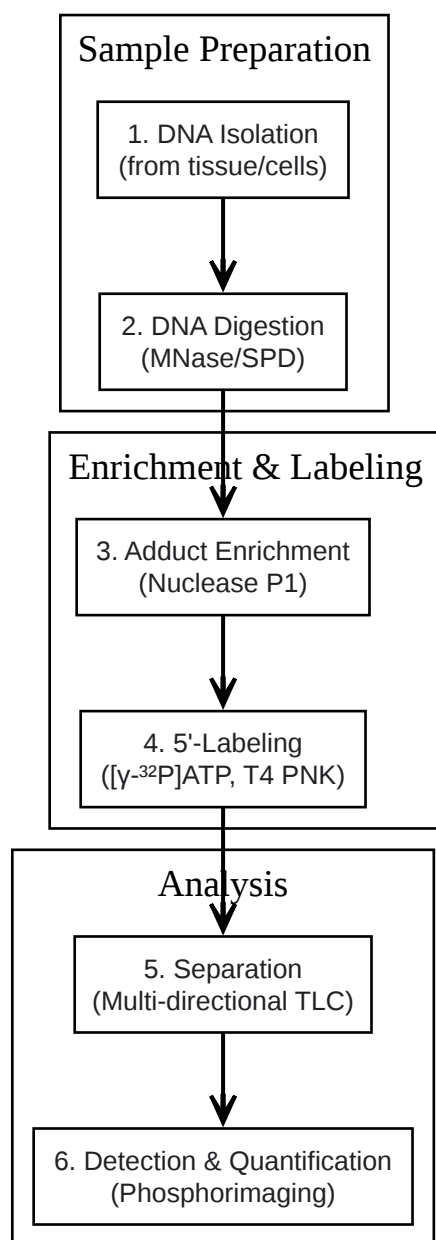 Sample Preparation
1. DNA Isolation
(from tissue/cells)
2. DNA Digestion
(MNase/SPD)
Enrichment & Labeling
3. Adduct Enrichment
(Nuclease P1)
4. 5'-Labeling
([γ-³²P]ATP, T4 PNK)
Analysis
5. Separation
(Multi-directional TLC)
6. Detection & Quantification
(Phosphorimaging)